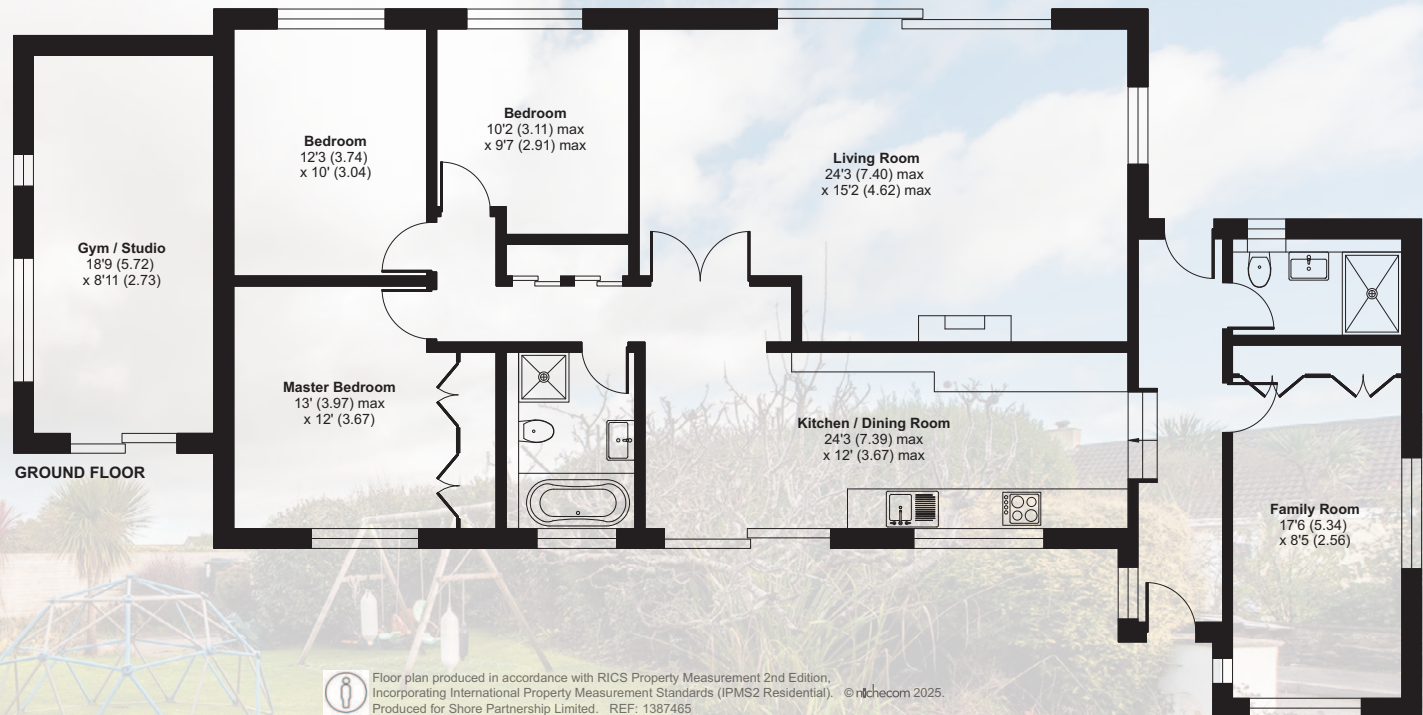 Bedroom
12'3 (3.74)
x 10' (3.04)
Bedroom
10'2 (3.11) max
x 9'7 (2.91) max
Living Room
24'3 (7.40) max
x 15'2 (4.62) max
Gym / Studio
18'9 (5.72)
x 8'11 (2.73)
Master Bedroom
13' (3.97) max
x 12' (3.67)
Kitchen / Dining Room
24'3 (7.39) max
x 12' (3.67) max
GROUND FLOOR
Family Room
17'6 (5.34)
x 8'5 (2.56)
Floor plan produced in accordance with RICS Property Measurement 2nd Edition,
Incorporating International Property Measurement Standards (IPMS2 Residential). © nichecom 2025.
Produced for Shore Partnership Limited. REF: 1387465